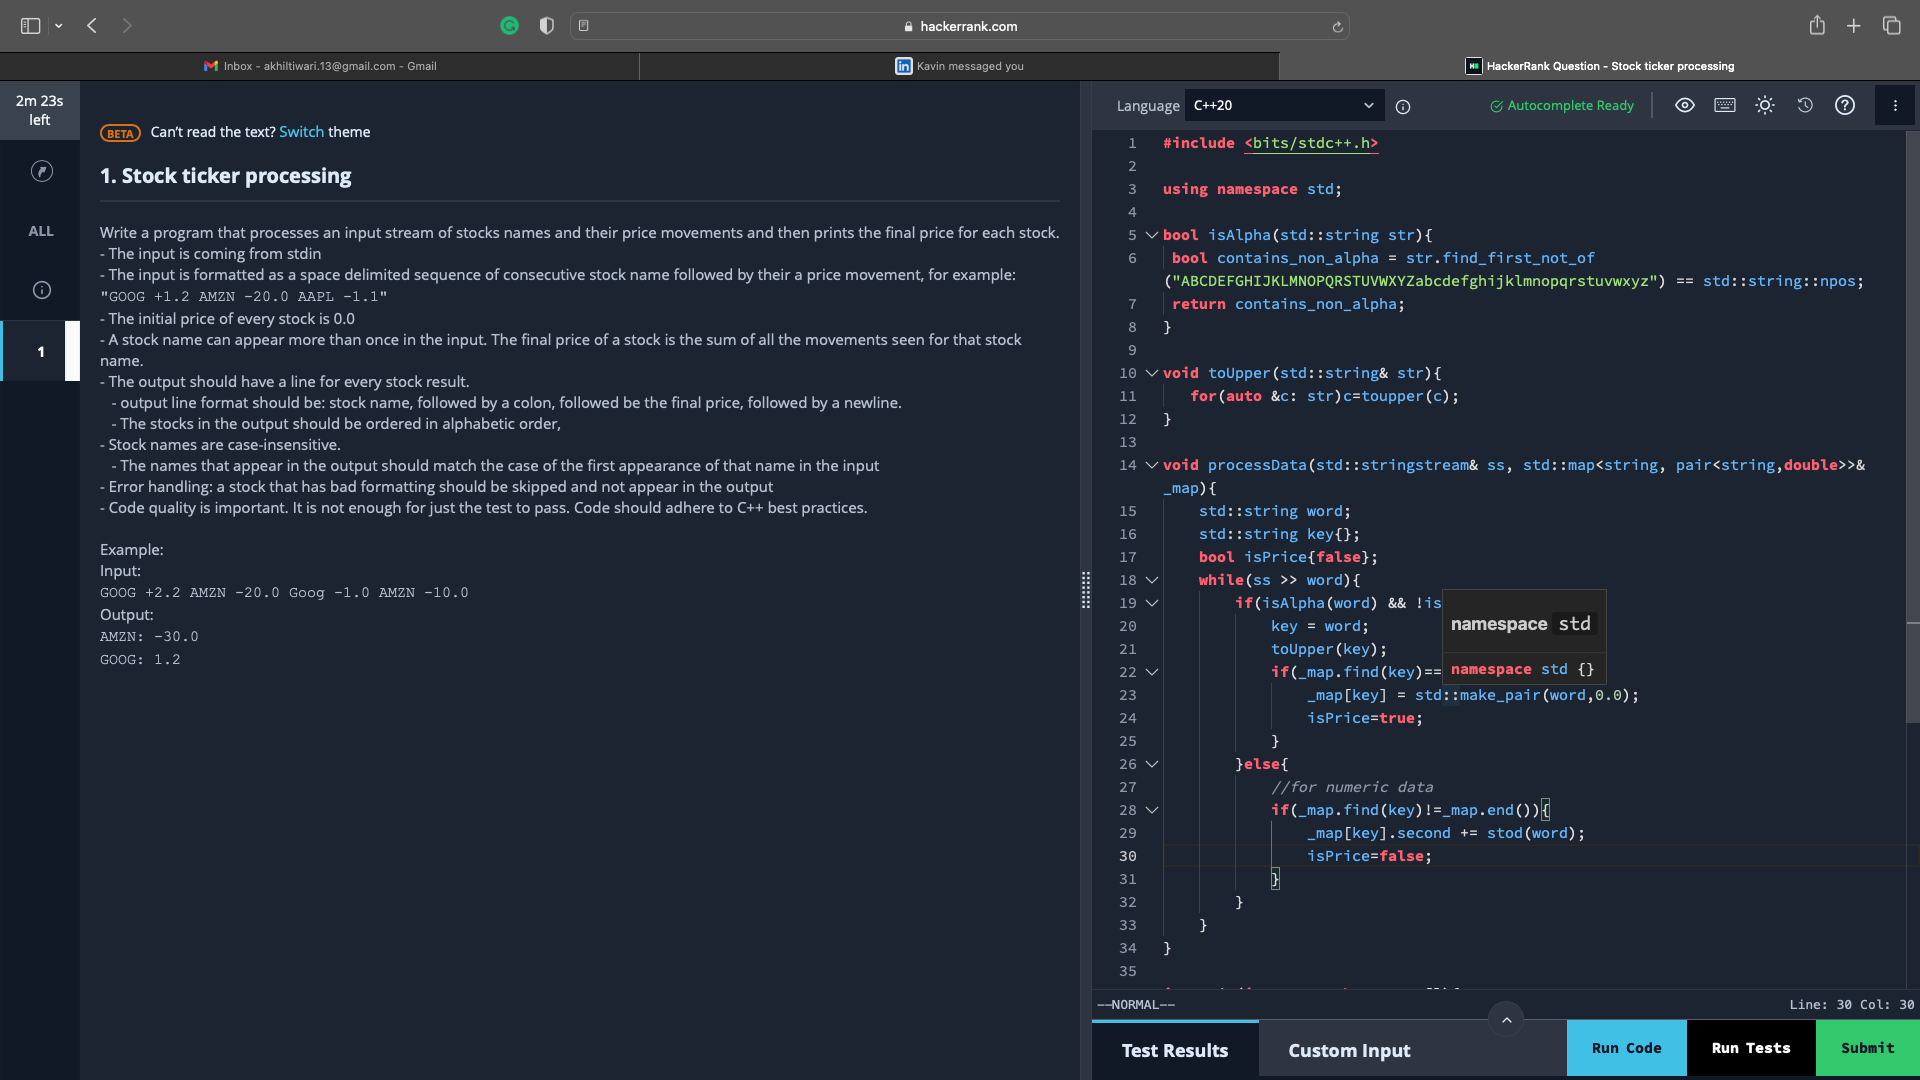 hackerrank.com
Inbox - akhiltiwari.13@gmail.com - Gmail
Kavin messaged you
HackerRank Question - Stock ticker processing
2m 23s
left
ALL
1
BETA Can't read the text? Switch theme
1. Stock ticker processing
Write a program that processes an input stream of stocks names and their price movements and then prints the final price for each stock.
- The input is coming from stdin
- The input is formatted as a space delimited sequence of consecutive stock name followed by their a price movement, for example:
"GOOG +1.2 AMZN -20.0 AAPL -1.1"
- The initial price of every stock is 0.0
- A stock name can appear more than once in the input. The final price of a stock is the sum of all the movements seen for that stock
name.
- The output should have a line for every stock result.
- output line format should be: stock name, followed by a colon, followed be the final price, followed by a newline.
- The stocks in the output should be ordered in alphabetic order,
- Stock names are case-insensitive.
- The names that appear in the output should match the case of the first appearance of that name in the input
- Error handling: a stock that has bad formatting should be skipped and not appear in the output
- Code quality is important. It is not enough for just the test to pass. Code should adhere to C++ best practices.
Example:
Input:
GOOG +2.2 AMZN -20.0 Goog -1.0 AMZN -10.0
Output:
AMZN: -30.0
GOOG: 1.2
Language C++20
Autocomplete Ready
1 #include <bits/stdc++.h>
2
3 using namespace std;
4
5 bool isAlpha(std::string str){
6 bool contains_non_alpha = str.find_first_not_of
("ABCDEFGHIJKLMNOPQRSTUVWXYZabcdefghijklmnopqrstuvwxyz") == std::string::npos;
7 return contains_non_alpha;
8 }
9
10 void toUpper(std::string& str){
11 for(auto &c: str)c=toupper(c);
12 }
13
14 void processData(std::stringstream& ss, std::map<string, pair<string,double>>&
_map){
15 std::string word;
16 std::string key{};
17 bool isPrice{false};
18 while(ss >> word){
19 if(isAlpha(word) && !is
20 key = word;
21 toUpper(key);
22 if(_map.find(key)==
23 _map[key] = std::make_pair(word,0.0);
24 isPrice=true;
25 }
26 }else{
27 //for numeric data
28 if(_map.find(key)!=_map.end()){
29 _map[key].second += stod(word);
30 isPrice=false;
31 }
32 }
33 }
34 }
35
namespace std
namespace std {}
--NORMAL--
Line: 30 Col: 30
Test Results
Custom Input
Run Code
Run Tests
Submit